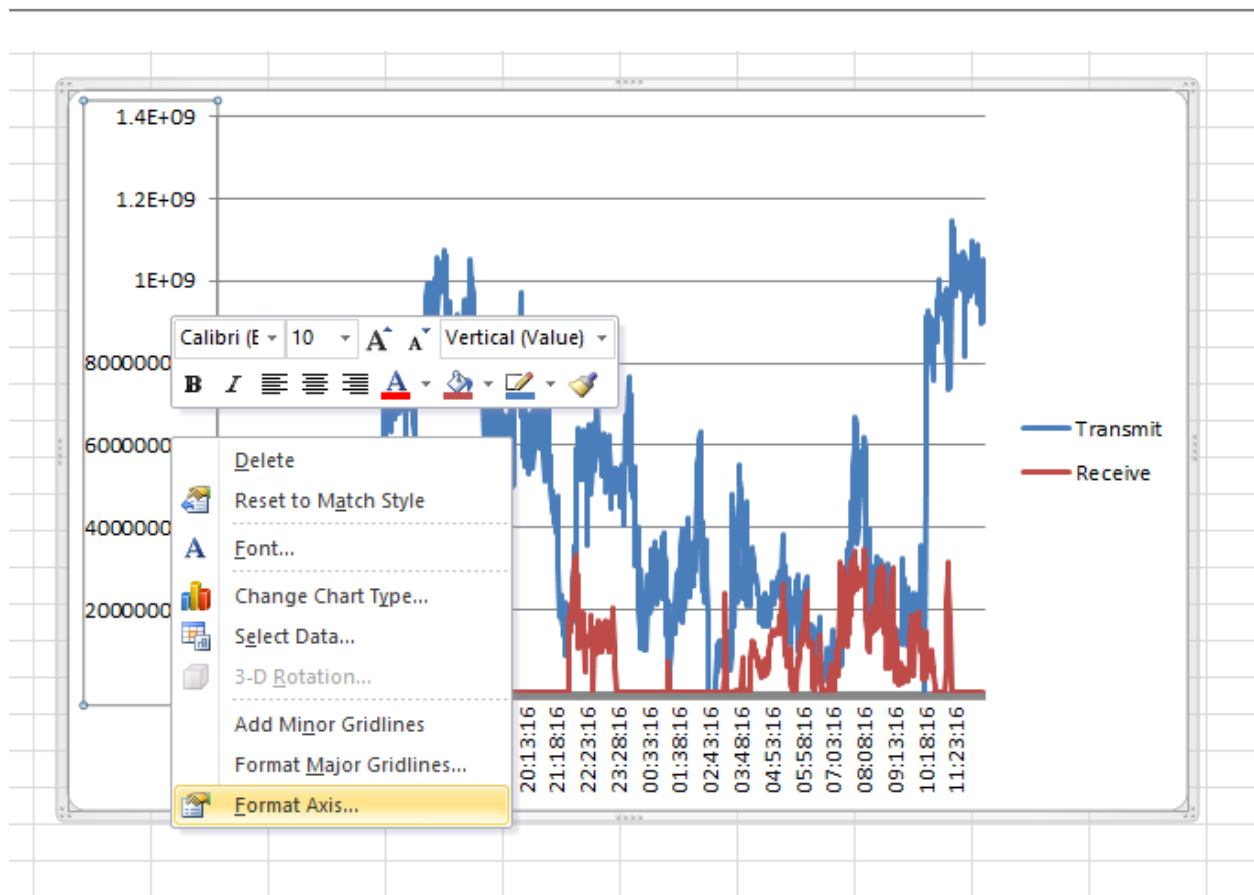 1.4E+09
1.2E+09
1E+09
Calibri (E 10 A A Vertical (Value)
B I A
8000000
6000000
4000000
2000000
Delete
Reset to Match Style
A Font...
Change Chart Type...
Select Data...
3-D Rotation...
Add Minor Gridlines
Format Major Gridlines...
Format Axis...
Transmit
Receive
20:13:16
21:18:16
22:23:16
23:28:16
00:33:16
01:38:16
02:43:16
03:48:16
04:53:16
05:58:16
07:03:16
08:08:16
09:13:16
10:18:16
11:23:16